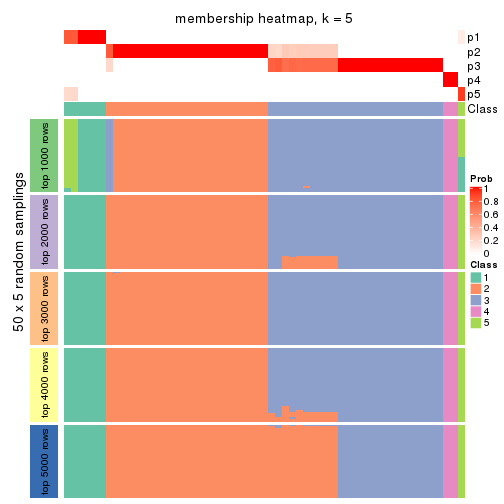 membership heatmap, k = 5
p1
p2
p3
p4
p5
Class
50 x 5 random samplings
top 1000 rows
top 2000 rows
top 3000 rows
top 4000 rows
top 5000 rows
Prob
1
0.8
0.6
0.4
0.2
0
Class
1
2
3
4
5